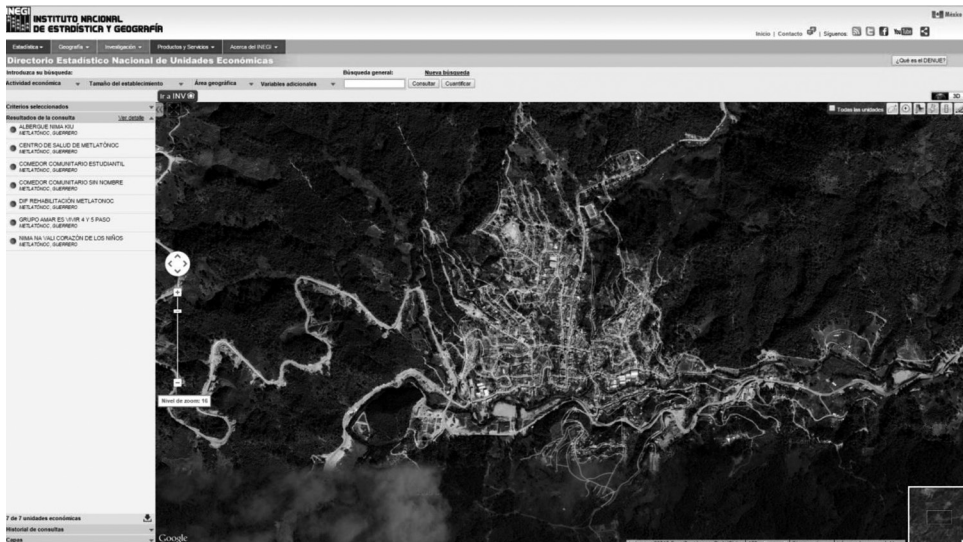 INEGI
INSTITUTO NACIONAL
DE ESTADÍSTICA Y GEOGRAFÍA
México
Inicio | Contacto | Síguenos:
Estadística Geografía Investigación Productos y Servicios Acerca del INEGI
Directorio Estadístico Nacional de Unidades Económicas
¿Qué es el DENUE?
Introduzca su búsqueda: Búsqueda general: Nueva búsqueda
Actividad económica Tamaño del establecimiento Área geográfica Variables adicionales Consultar Cuantificar
Ir a INV
3D
Criterios seleccionados
Todas las unidades
Resultados de la consulta Ver detalle
ALBERGUE NIMA KIU
METLATÓNOC, GUERRERO
CENTRO DE SALUD DE METLATÓNOC
METLATÓNOC, GUERRERO
COMEDOR COMUNITARIO ESTUDIANTIL
METLATÓNOC, GUERRERO
COMEDOR COMUNITARIO SIN NOMBRE
METLATÓNOC, GUERRERO
DIF REHABILITACIÓN METLATONOC
METLATÓNOC, GUERRERO
GRUPO AMAR ES VIVIR 4 Y 5 PASO
METLATÓNOC, GUERRERO
NIMA NA VALI CORAZÓN DE LOS NIÑOS
METLATÓNOC, GUERRERO
Nivel de zoom: 16
7 de 7 unidades económicas
Historial de consultas
Capas
Google